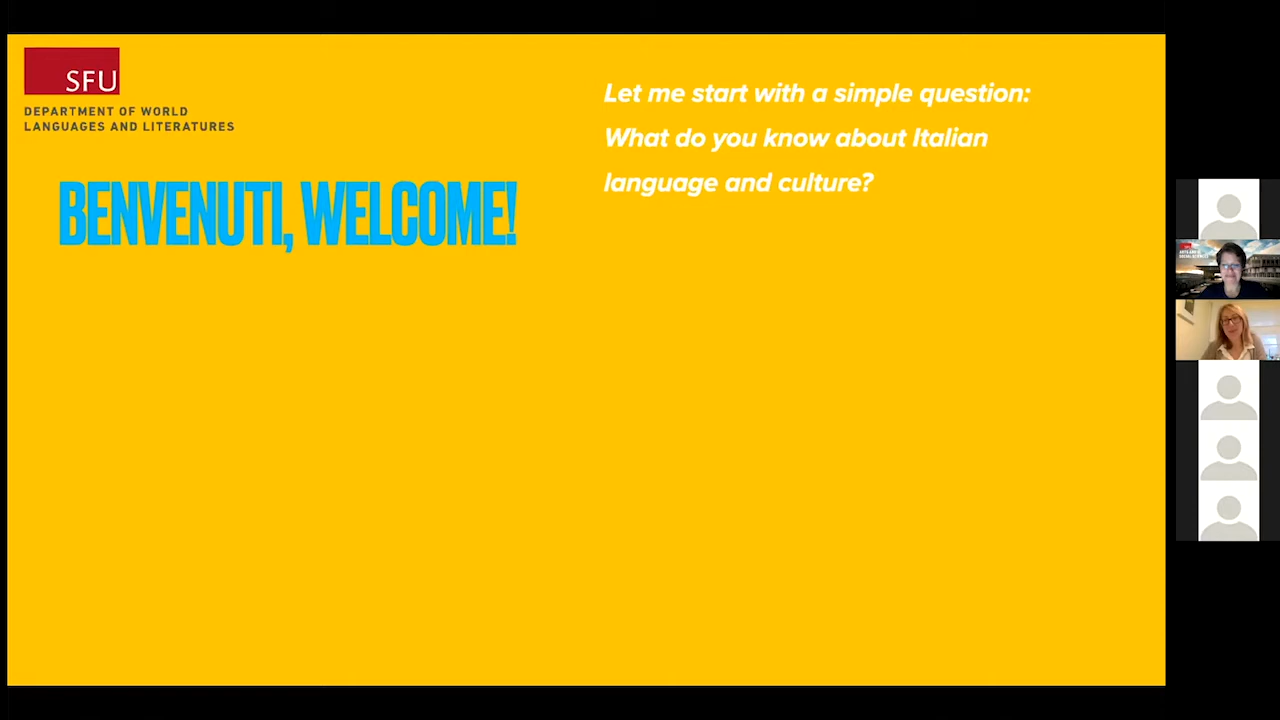 SFU
DEPARTMENT OF WORLD
LANGUAGES AND LITERATURES
BENVENUTI, WELCOME!
Let me start with a simple question:
What do you know about Italian
language and culture?